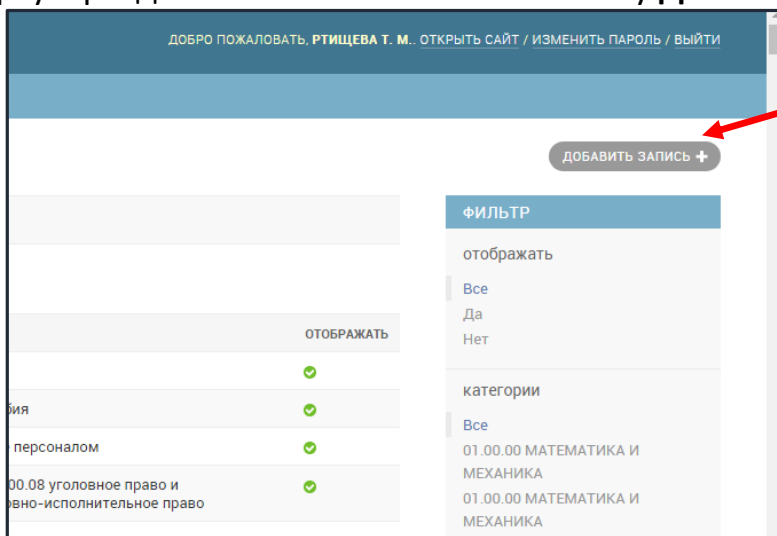 ДОБРО ПОЖАЛОВАТЬ, РТИЩЕВА Т. М.. ОТКРЫТЬ САЙТ / ИЗМЕНИТЬ ПАРОЛЬ / ВЫЙТИ
ДОБАВИТЬ ЗАПИСЬ +
ФИЛЬТР
отображать
Все
Да
Нет
ОТОБРАЖАТЬ
бия
персоналом
00.08 уголовное право и
овно-исполнительное право
категории
Все
01.00.00 МАТЕМАТИКА И
МЕХАНИКА
01.00.00 МАТЕМАТИКА И
МЕХАНИКА